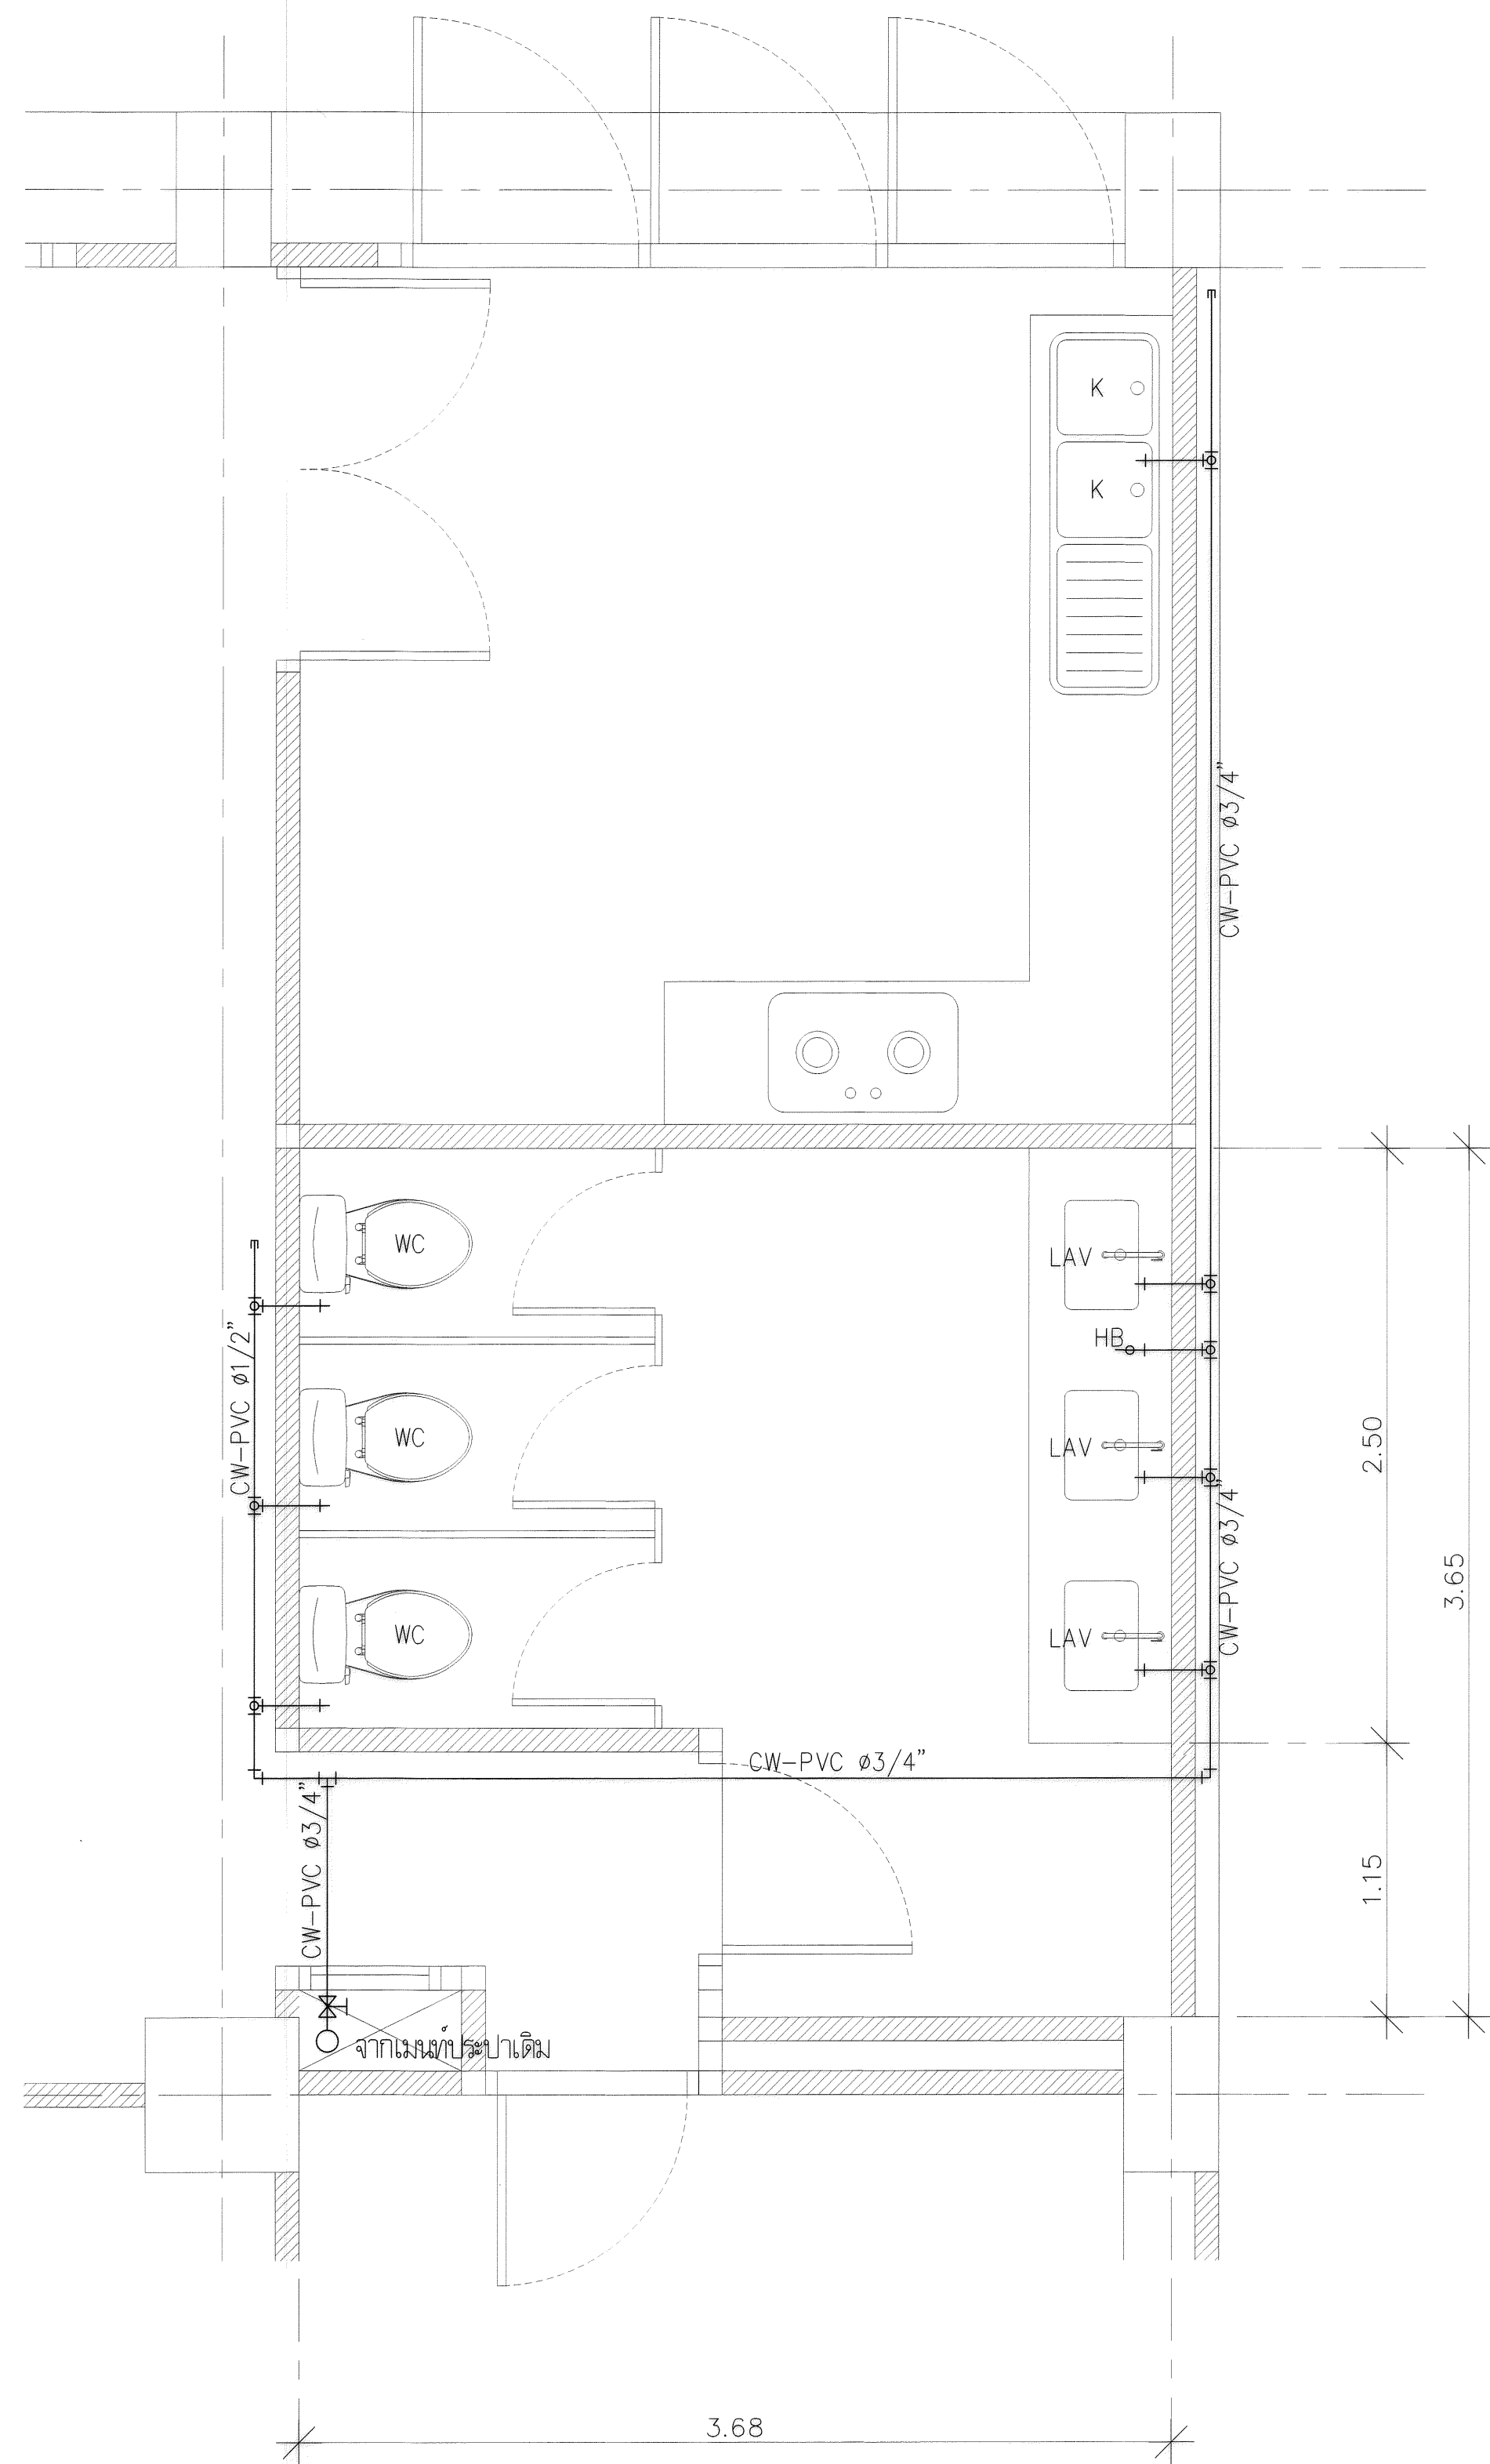 K
K
CW-PVC ø3/4"
WC
LAV
HB
CW-PVC ø1/2"
WC
LAV
2.50
CW-PVC ø3/4"
3.65
WC
LAV
CW-PVC ø3/4"
CW-PVC ø3/4"
1.15
จากเมนท์ประปาเดิม
3.68